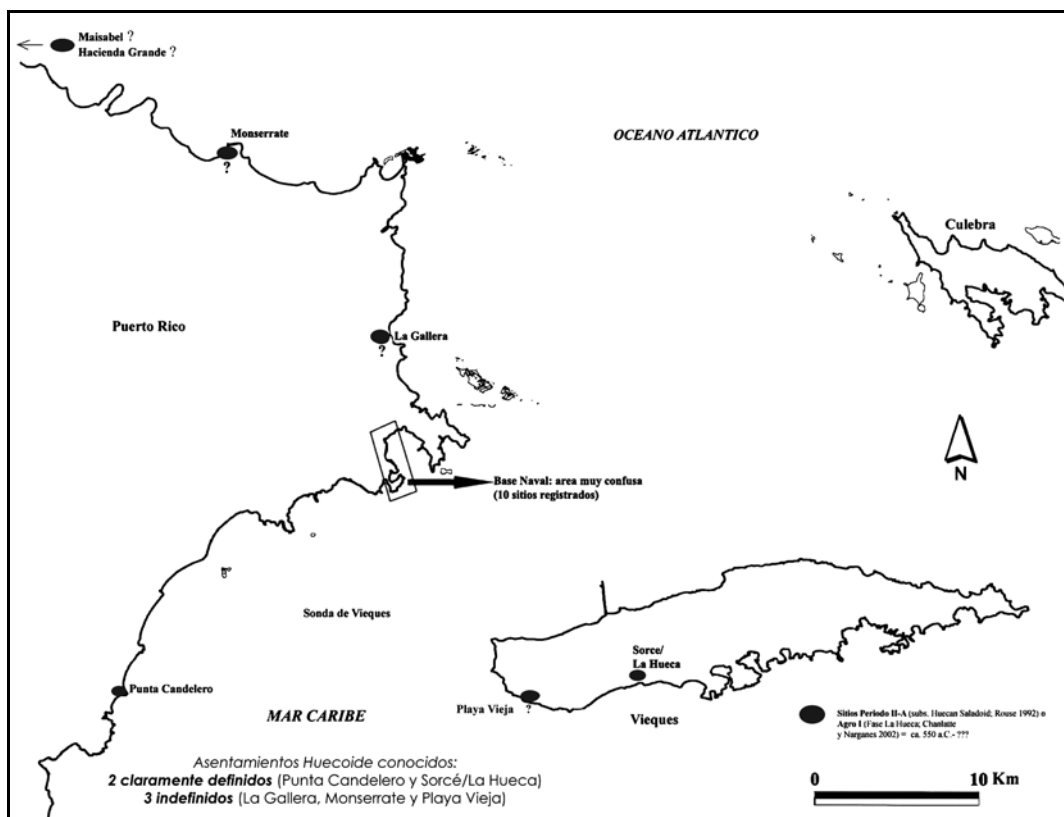 Maisabel ?
Hacienda Grande ?
Monserrate
?
OCEANO ATLANTICO
Culebra
Puerto Rico
La Gallera
?
N
Base Naval: area muy confusa
(10 sitios registrados)
Sonda de Vieques
Sorce/
La Hueca
Punta Candelero
Playa Vieja
?
Vieques
MAR CARIBE
Sitios Periodo II-A (subs. Huecan Saladoid; Rouse 1992) o
Agro I (Fase La Hueca; Chanlatte
y Narganes 2002) = ca. 550 a.C.- ???
Asentamientos Huecoide conocidos:
2 claramente definidos (Punta Candelero y Sorcé/La Hueca)
3 indefinidos (La Gallera, Monserrate y Playa Vieja)
0 10 Km